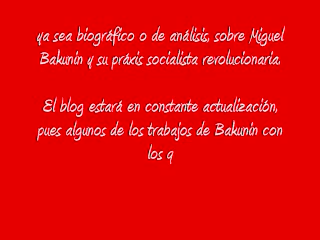 ya sea biográfico o de análisis, sobre Miguel
Bakunin y su práxis socialista revolucionaria.
El blog estará en constante actualización,
pues algunos de los trabajos de Bakunin con
los q